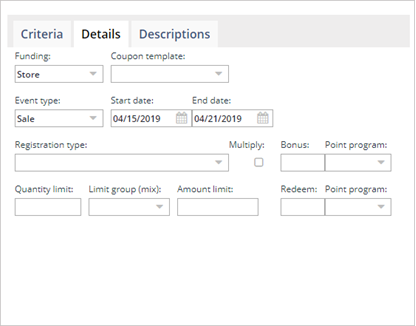 Criteria Details Descriptions
Funding: Coupon template:
Store
Event type: Start date: End date:
Sale 04/15/2019 04/21/2019
Registration type: Multiply: Bonus: Point program:
Quantity limit: Limit group (mix): Amount limit: Redeem: Point program: